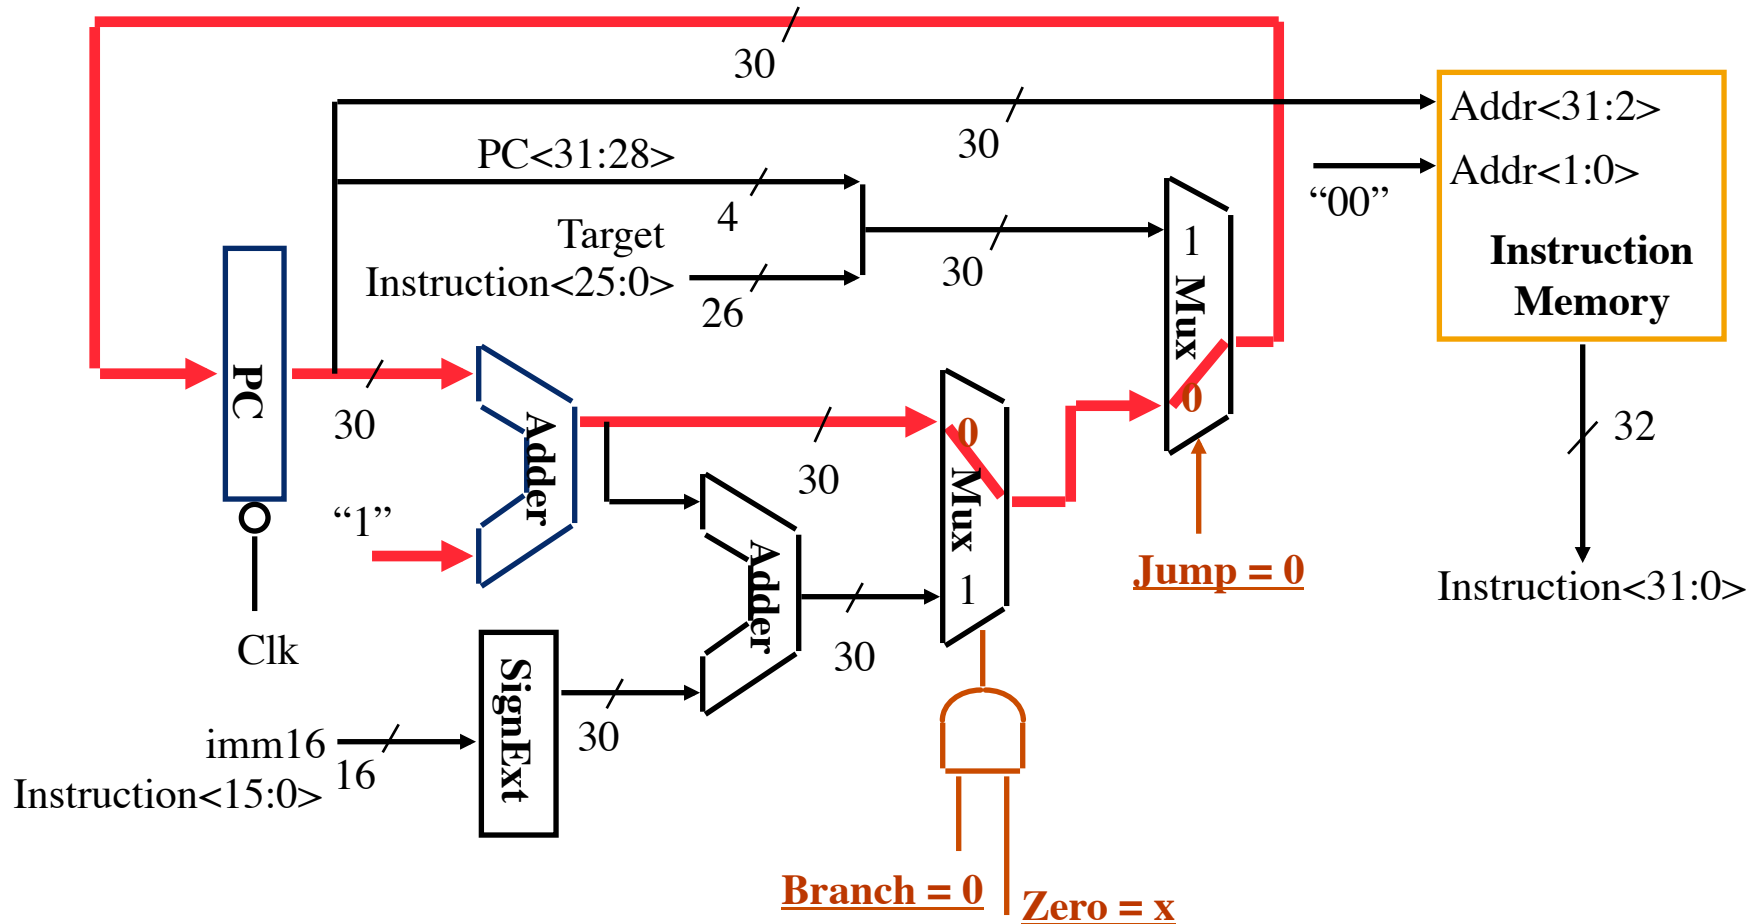 30
Addr<31:2>
30
PC<31:28>
Addr<1:0>
“00”
4
Target
1
Instruction<25:0>
30
26
Instruction
Memory
Mux
PC
0
30
Adder
0
32
30
“1”
Mux
Adder
1
Jump = 0
Instruction<31:0>
Clk
30
SignExt
imm16
30
16
Instruction<15:0>
Branch = 0
Zero = x